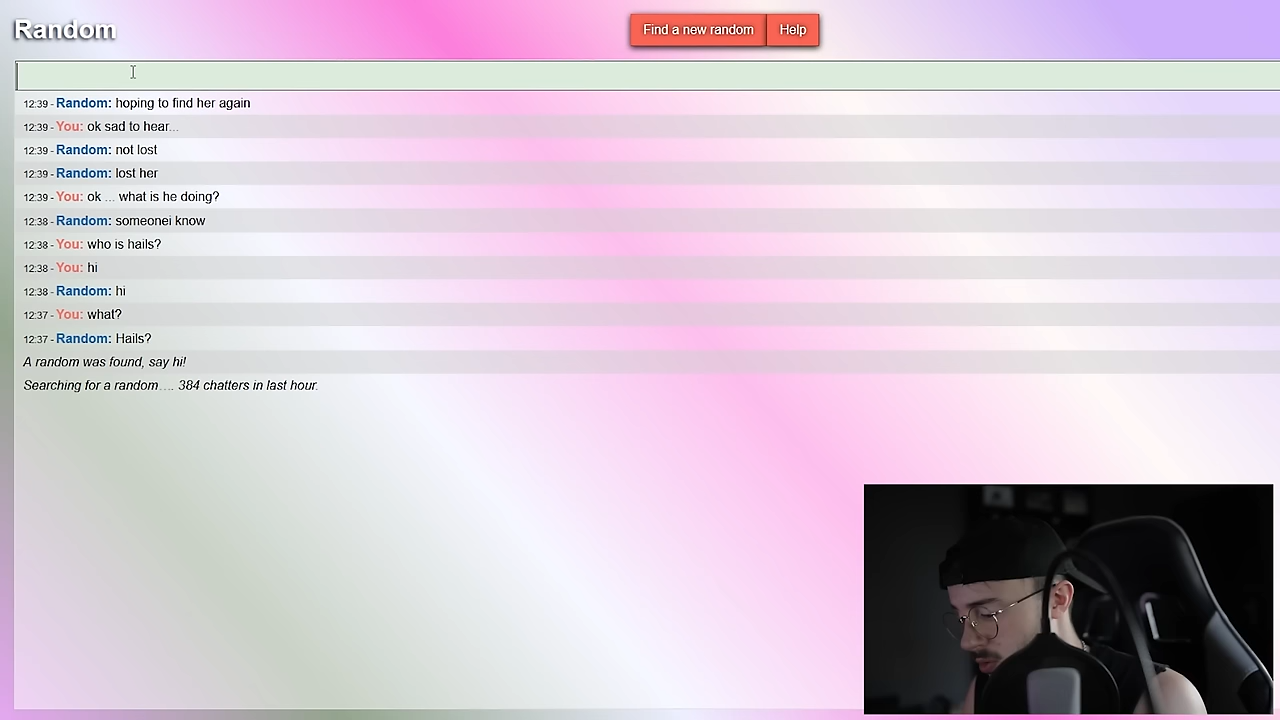 Random
Find a new random
Help
12:39 - Random: hoping to find her again
12:39 - You: ok sad to hear...
12:39 - Random: not lost
12:39 - Random: lost her
12:39 - You: ok ... what is he doing?
12:38 - Random: someonei know
12:38 - You: who is hails?
12:38 - You: hi
12:38 - Random: hi
12:37 - You: what?
12:37 - Random: Hails?
A random was found, say hi!
Searching for a random.... 384 chatters in last hour.